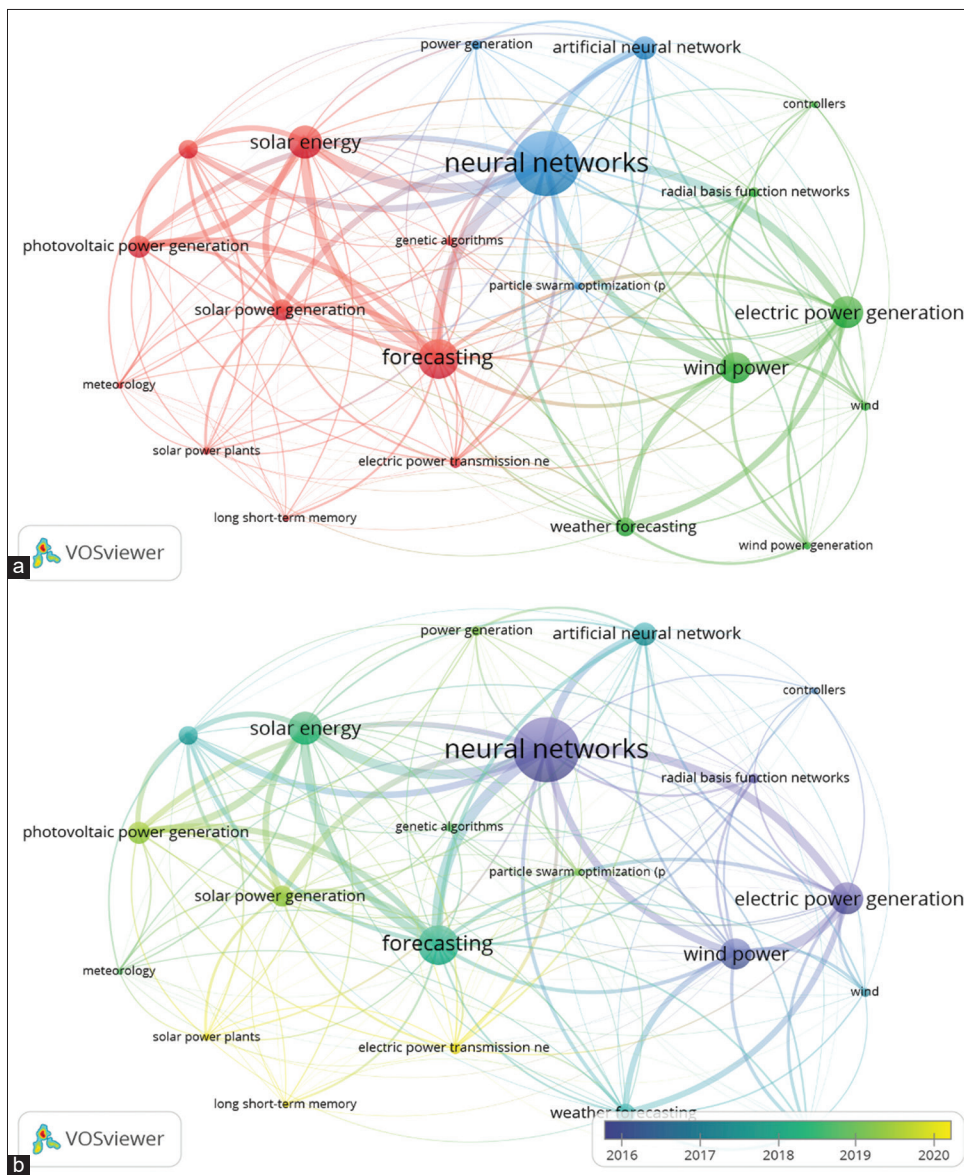 power generation
artificial neural network
controllers
solar energy
neural networks
radial basis function networks
photovoltaic power generation
genetic algorithms
particle swarm optimization (p
solar power generation
electric power generation
forecasting
wind power
meteorology
wind
solar power plants
electric power transmission ne
long short-term memory
weather forecasting
wind power generation
VOSviewer
a
power generation
artificial neural network
controllers
solar energy
neural networks
radial basis function networks
photovoltaic power generation
genetic algorithms
particle swarm optimization (p
solar power generation
electric power generation
forecasting
wind power
meteorology
wind
solar power plants
electric power transmission ne
long short-term memory
weather forecasting
VOSviewer
2016 2017 2018 2019 2020
b